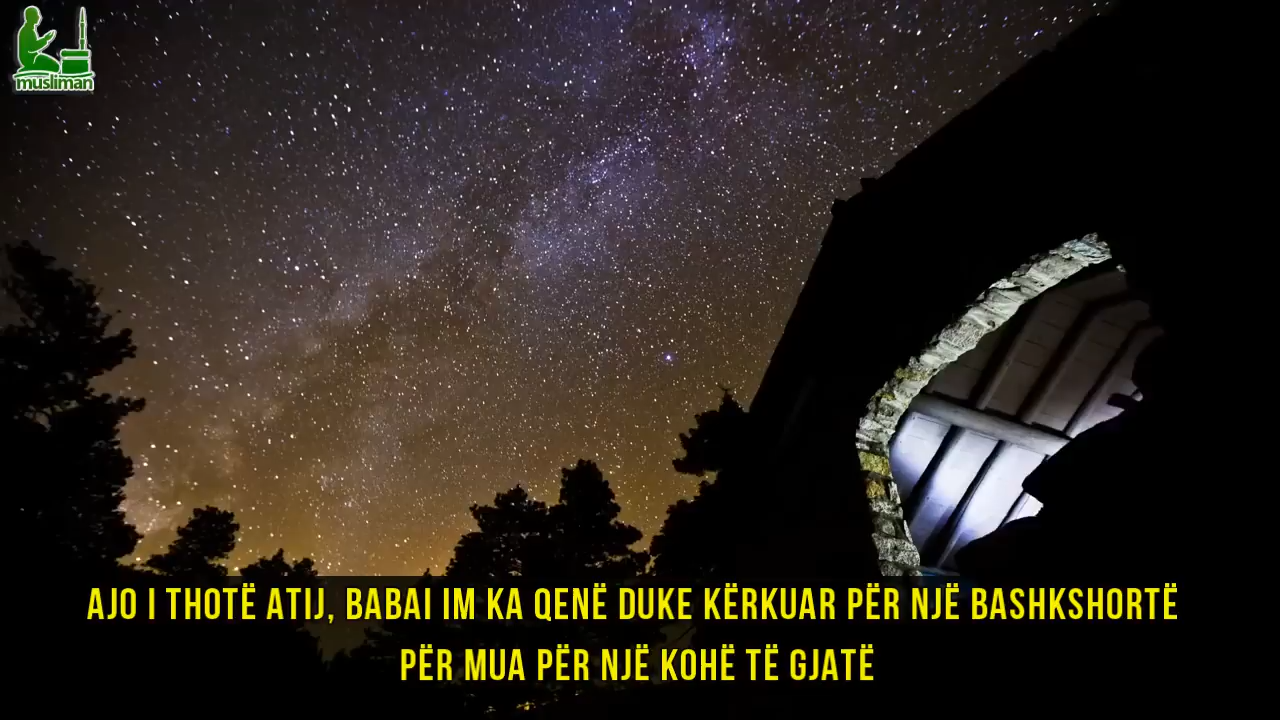 musliman
AJO I THOTË ATIJ, BABAI IM KA QENË DUKE KËRKUAR PËR NJË BASHKSHORTË
PËR MUA PËR NJË KOHË TË GJATË